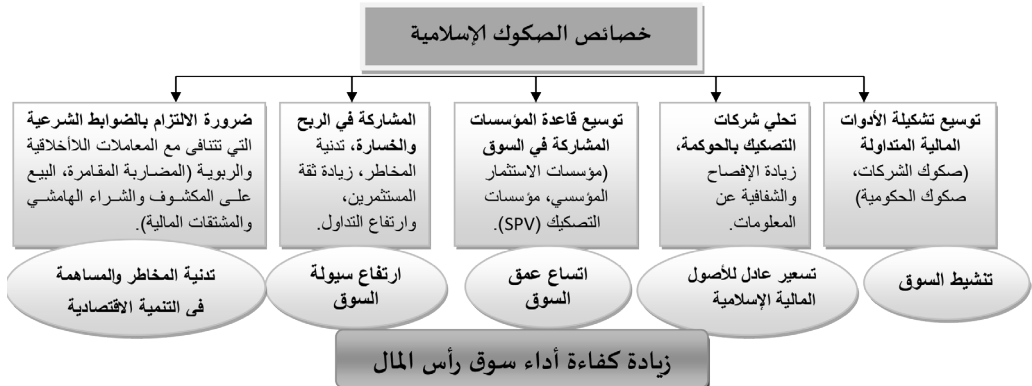 خصائص الصكوك الإسلامية
توسيع تشكيلة الأدوات
المالية المتداولة
(صكوك الشركات،
صكوك الحكومية)
تحلي شركات
التصكيك بالحوكمة،
زيادة الإفصاح
والشفافية عن
المعلومات.
توسيع قاعدة المؤسسات
المشاركة في السوق
(مؤسسات الاستثمار
المؤسسي، مؤسسات
التصكيك (SPV).
المشاركة في الربح
والخسارة، تدنية
المخاطر، زيادة ثقة
المستثمرين،
وارتفاع التداول.
ضرورة الالتزام بالضوابط الشرعية
التي تتنافى مع المعاملات اللاأخلاقية
والربوية (المضاربة المقامرة، البيع
على المكشوف والشراء الهامشي
والمشتقات المالية).
تنشيط السوق
تسعير عادل للأصول
المالية الإسلامية
اتساع عمق
السوق
ارتفاع سيولة
السوق
تدنية المخاطر والمساهمة
في التنمية الاقتصادية
زيادة كفاءة أداء سوق رأس المال